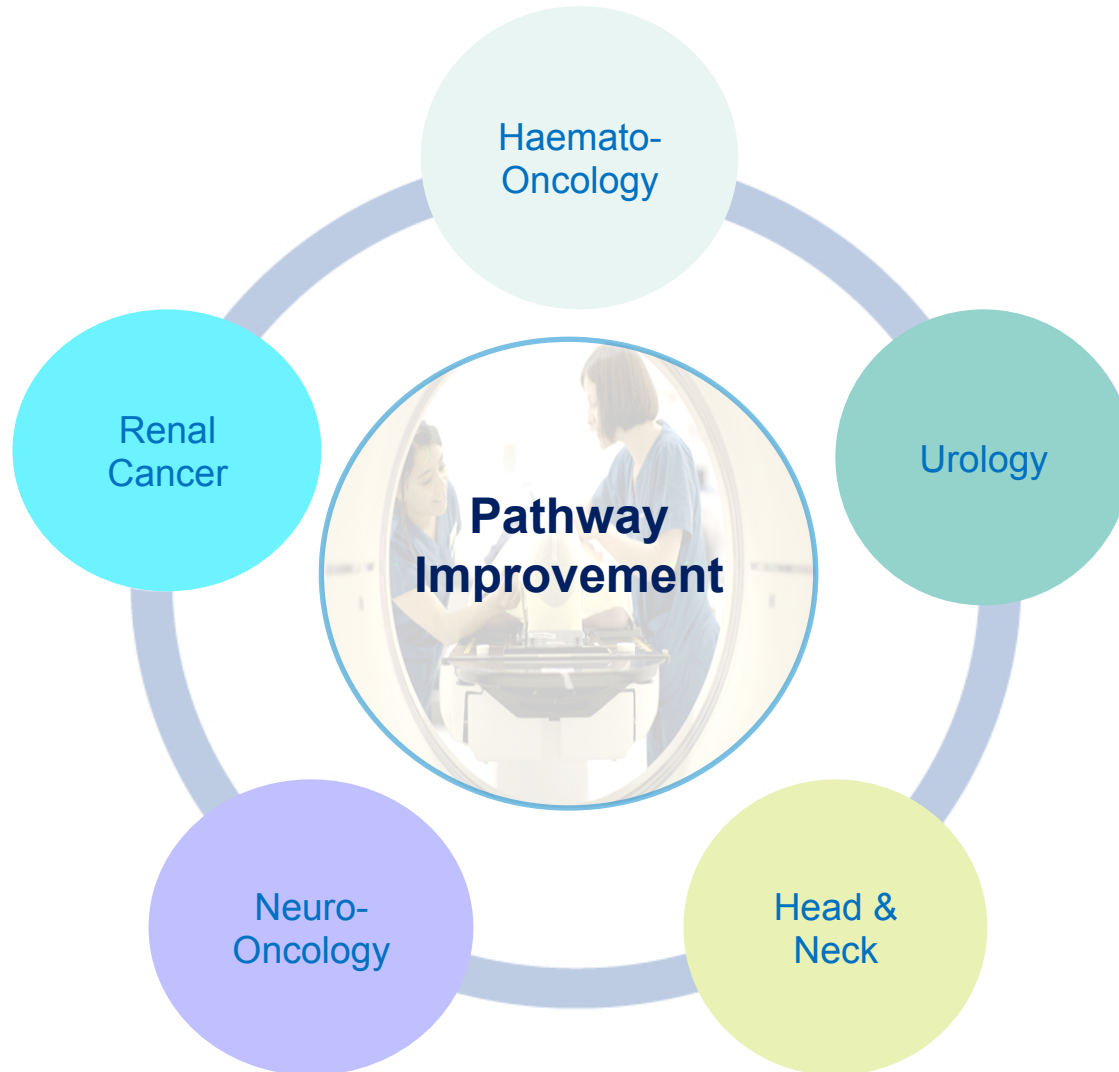 Haemato-
Oncology
Renal
Cancer
Urology
Pathway
Improvement
Neuro-
Oncology
Head &
Neck